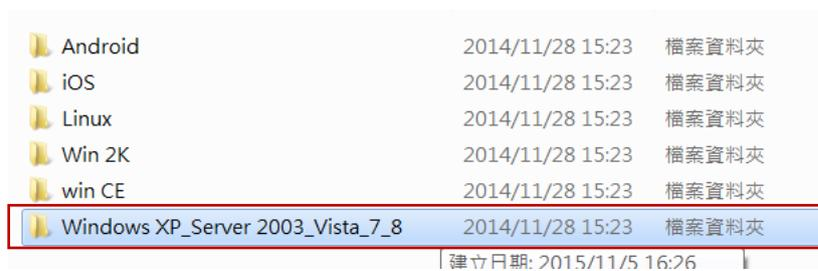 Android 2014/11/28 15:23 檔案資料夾
iOS 2014/11/28 15:23 檔案資料夾
Linux 2014/11/28 15:23 檔案資料夾
Win 2K 2014/11/28 15:23 檔案資料夾
win CE 2014/11/28 15:23 檔案資料夾
Windows XP_Server 2003_Vista_7_8 2014/11/28 15:23 檔案資料夾
建立日期: 2015/11/5 16:26